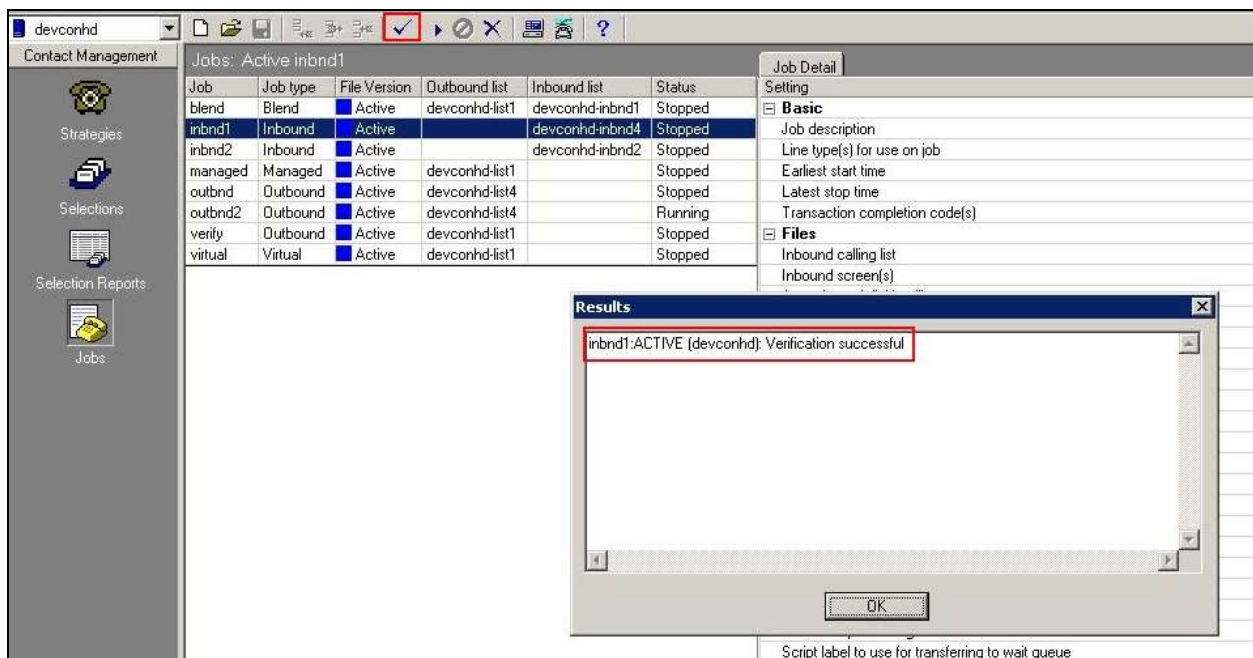 devconhd
Contact Management
Strategies
Selections
Selection Reports
Jobs
Jobs: Active inbnd1
Job Job type File Version Outbound list Inbound list Status
blend Blend Active devconhd-list1 devconhd-inbnd1 Stopped
inbnd1 Inbound Active devconhd-inbnd4 Stopped
inbnd2 Inbound Active devconhd-inbnd2 Stopped
managed Managed Active devconhd-list1 Stopped
outbnd Outbound Active devconhd-list4 Stopped
outbnd2 Outbound Active devconhd-list4 Running
verify Outbound Active devconhd-list1 Stopped
virtual Virtual Active devconhd-list1 Stopped
Job Detail
Setting
Basic
Job description
Line type(s) for use on job
Earliest start time
Latest stop time
Transaction completion code(s)
Files
Inbound calling list
Inbound screen(s)
Results
inbnd1:ACTIVE (devconhd): Verification successful
OK
Script label to use for transferring to wait queue